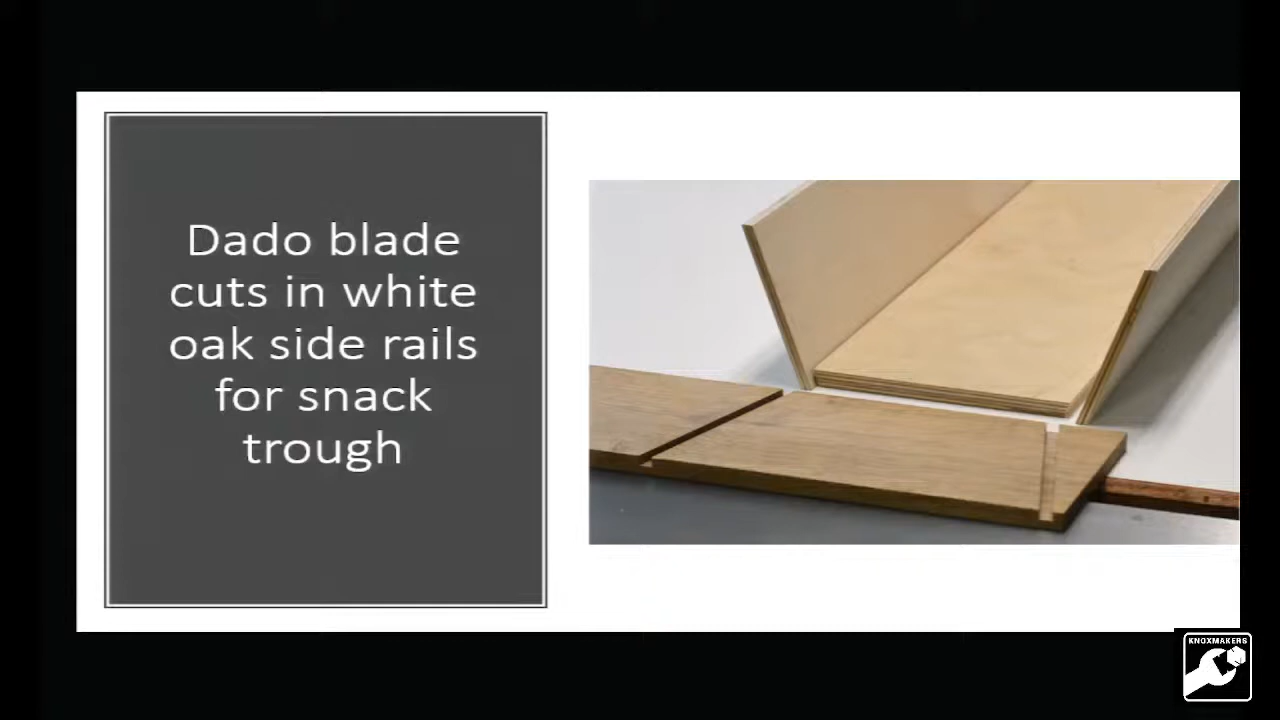 Dado blade
cuts in white
oak side rails
for snack
trough
KNOXMAKERS